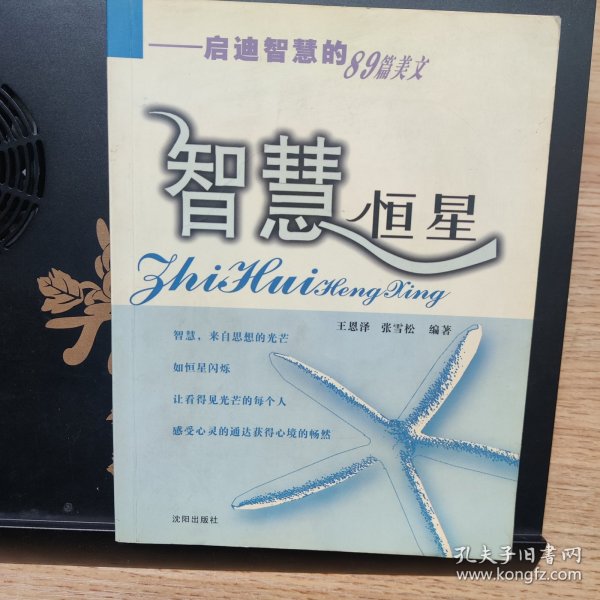 ——启迪智慧的89篇美文
智慧恒星
ZhiHuiHengXing
王恩泽 张雪松 编著
智慧，来自思想的光芒
如恒星闪烁
让看得见光芒的每个人
感受心灵的通达获得心境的畅然
沈阳出版社
孔夫子旧书网
www.kongfz.com